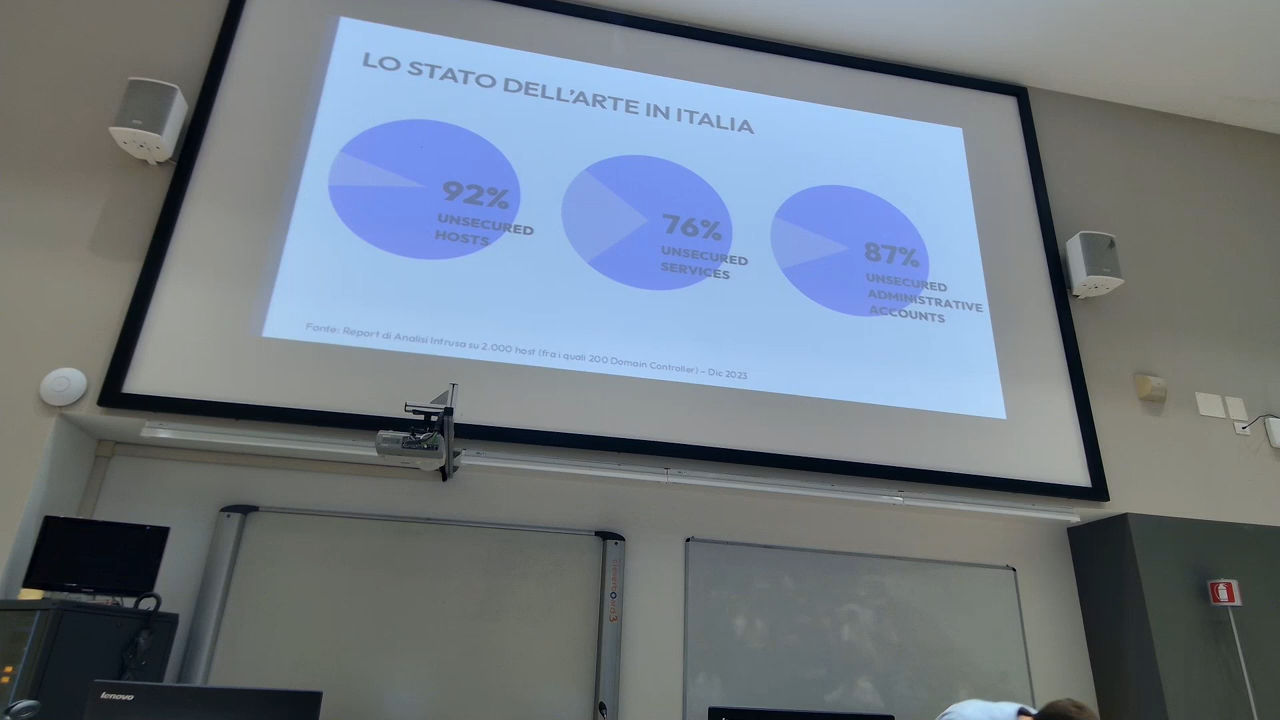 LO STATO DELL'ARTE IN ITALIA
92%
UNSECURED
HOSTS
76%
UNSECURED
SERVICES
87%
UNSECURED
ADMINISTRATIVE
ACCOUNTS
Fonte: Report di Analisi Intrusa su 2.000 host (fra i quali 200 Domain Controller) - Dic 2023
lenovo